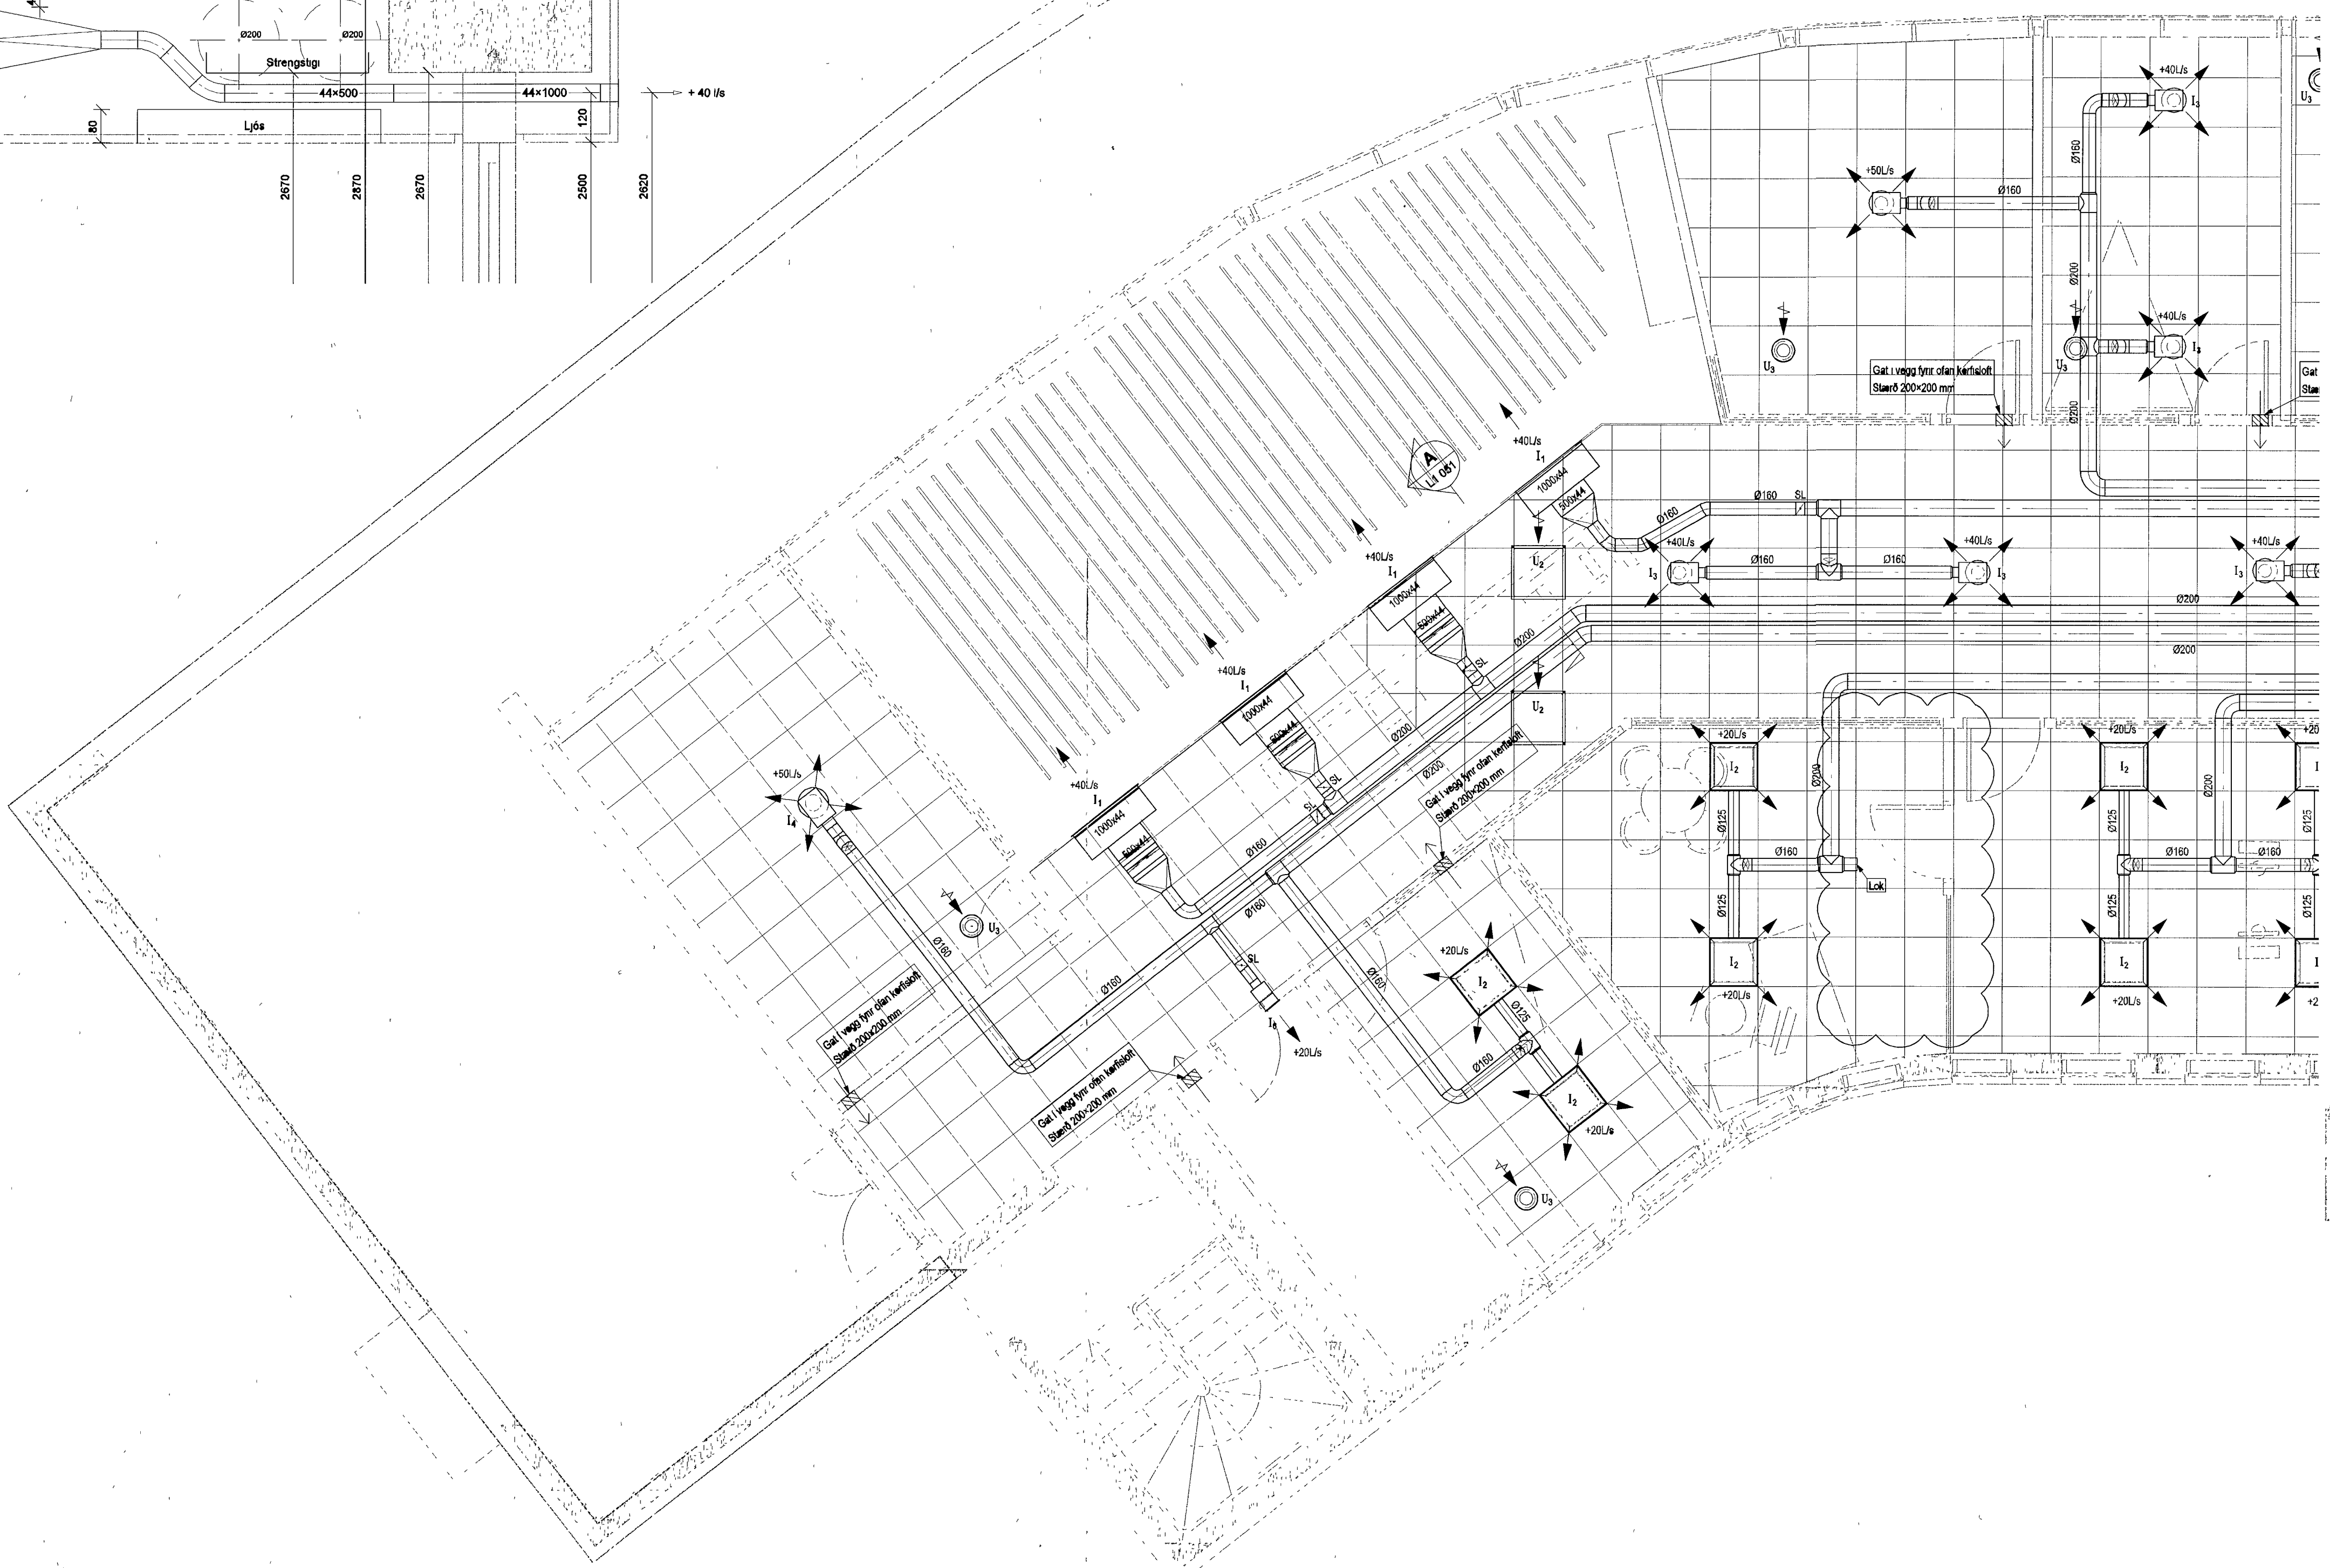 Ø200
Ø200
Strengstigi
44×500
44×1000
+ 40 l/s
80
Ljós
120
2670
2870
2670
2500
2620
+40L/s
I3
U3
Ø160
+50L/s
Ø160
Ø200
+40L/s
I3
U3
U3
Gat í vegg fyrir ofan kerfisloft
Stærð 200×200 mm
Gat
Stæ
Ø200
+40L/s
I1
A
L1 051
1000x44
500x44
Ø160
SL
Ø160
+40L/s
I3
Ø160
Ø160
+40L/s
I3
+40L/s
I3
U2
+40L/s
I1
1000x44
500x44
SL
Ø200
Ø200
Ø200
U2
+40L/s
I1
1000x44
500x44
SL
SL
Ø200
Ø200
Gat í vegg fyrir ofan kerfisloft
Stærð 200×200 mm
+20L/s
I2
Ø200
+20L/s
I2
Ø200
+20
I
+50L/s
I4
+40L/s
I1
1000x44
500x44
Ø160
Ø125
Ø160
Lok
Ø125
Ø160
Ø160
Ø125
Ø125
Ø125
Ø125
U3
Ø160
Ø160
Ø160
SL
Ø160
+20L/s
I2
I2
+20L/s
I2
+20L/s
I
+2
Gat í vegg fyrir ofan kerfisloft
Stærð 200×200 mm
Ø125
+20L/s
Ø160
Gat í vegg fyrir ofan kerfisloft
Stærð 200×200 mm
I2
+20L/s
U3